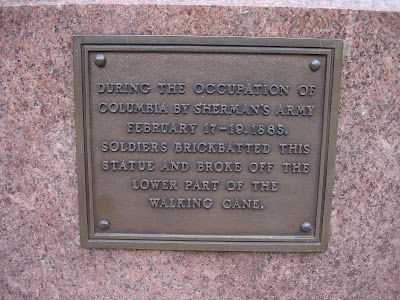 DURING THE OCCUPATION OF
COLUMBIA BY SHERMAN'S ARMY
FEBRUARY 17-19, 1865,
SOLDIERS BRICKBATTED THIS
STATUE AND BROKE OFF THE
LOWER PART OF THE
WALKING CANE.